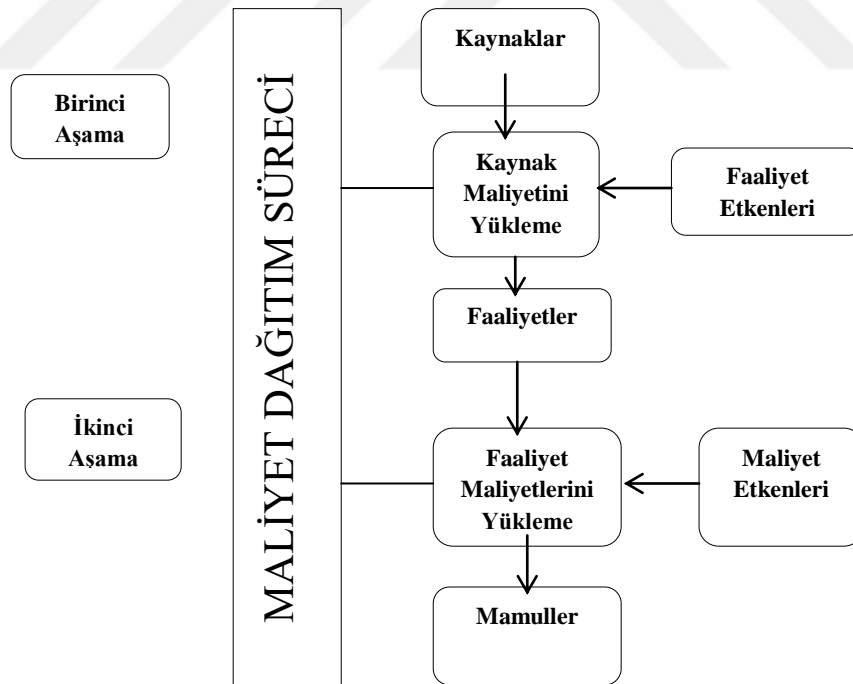 Kaynaklar
Birinci
Aşama
Kaynak
Maliyetini
Yükleme
Faaliyet
Etkenleri
MALİYET DAĞITIM SÜRECİ
Faaliyetler
İkinci
Aşama
Faaliyet
Maliyetlerini
Yükleme
Maliyet
Etkenleri
Mamuller